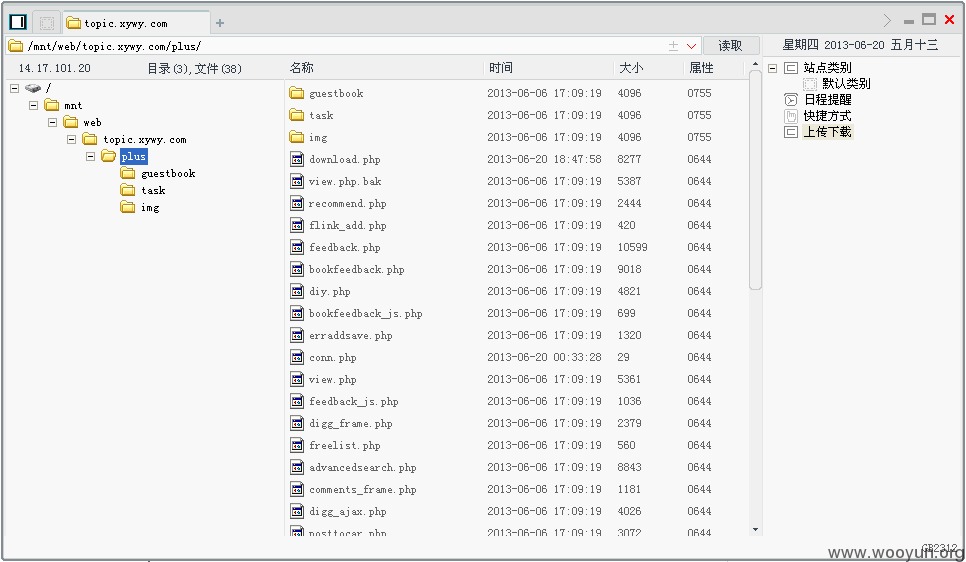 topic.xywy.com
/mnt/web/topic.xywy.com/plus/ 读取 星期四 2013-06-20 五月十三
14.17.101.20 目录(3),文件(38) 名称 时间 大小 属性
/
mnt
web
topic.xywy.com
plus
guestbook
task
img
guestbook 2013-06-06 17:09:19 4096 0755
task 2013-06-06 17:09:19 4096 0755
img 2013-06-06 17:09:19 4096 0755
download.php 2013-06-20 18:47:58 8277 0644
view.php.bak 2013-06-06 17:09:19 5387 0644
recommend.php 2013-06-06 17:09:19 2444 0644
flink_add.php 2013-06-06 17:09:19 420 0644
feedback.php 2013-06-06 17:09:19 10599 0644
bookfeedback.php 2013-06-06 17:09:19 9018 0644
diy.php 2013-06-06 17:09:19 4821 0644
bookfeedback_js.php 2013-06-06 17:09:19 699 0644
erraddsave.php 2013-06-06 17:09:19 1320 0644
conn.php 2013-06-20 00:33:28 29 0644
view.php 2013-06-06 17:09:19 5361 0644
feedback_js.php 2013-06-06 17:09:19 1036 0644
digg_frame.php 2013-06-06 17:09:19 2379 0644
freelist.php 2013-06-06 17:09:19 560 0644
advancedsearch.php 2013-06-06 17:09:19 8843 0644
comments_frame.php 2013-06-06 17:09:19 1181 0644
digg_ajax.php 2013-06-06 17:09:19 4026 0644
posttocar.php 2013-06-06 17:09:19 3072 0644
站点类别
默认类别
日程提醒
快捷方式
上传下载
GB2312
www.wooyun.org